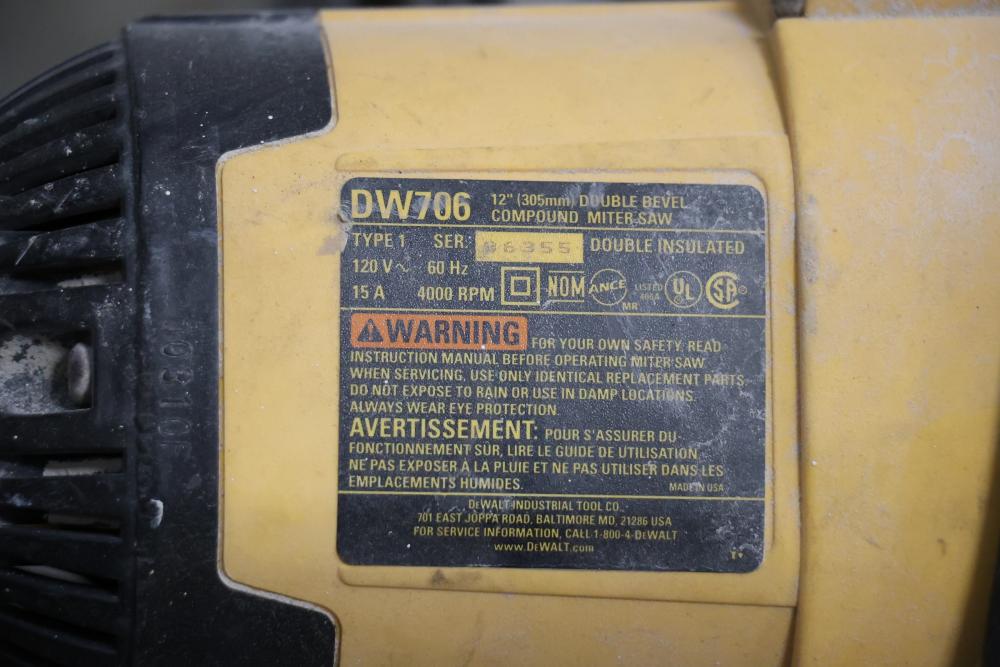 DW706 12" (305mm) DOUBLE BEVEL
COMPOUND MITER SAW
TYPE 1 SER. 6355 DOUBLE INSULATED
120 V~ 60 Hz
15 A 4000 RPM NOM ANCE LISTED UL SA
MR
WARNING FOR YOUR OWN SAFETY, READ
INSTRUCTION MANUAL BEFORE OPERATING MITER SAW
WHEN SERVICING, USE ONLY IDENTICAL REPLACEMENT PARTS.
DO NOT EXPOSE TO RAIN OR USE IN DAMP LOCATIONS.
ALWAYS WEAR EYE PROTECTION.
AVERTISSEMENT: POUR S'ASSURER DU
FONCTIONNEMENT SÛR, LIRE LE GUIDE DE UTILISATION
NE PAS EXPOSER À LA PLUIE ET NE PAS UTILISER DANS LES
EMPLACEMENTS HUMIDES. MADE IN USA
DEWALT INDUSTRIAL TOOL CO.
701 EAST JOPPA ROAD, BALTIMORE MD, 21286 USA
FOR SERVICE INFORMATION, CALL 1-800-4-DEWALT
www.DEWALT.com